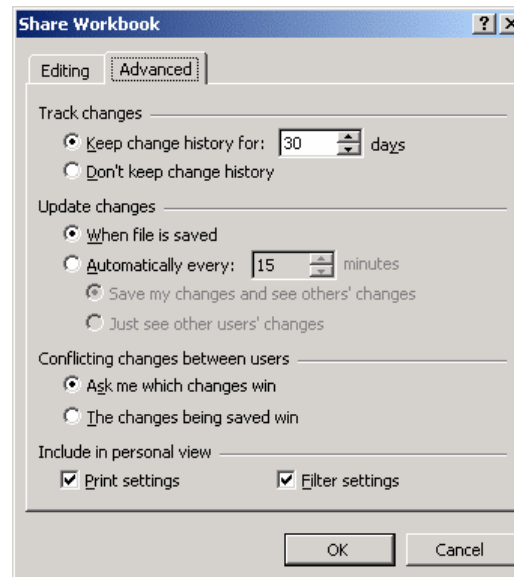 Share Workbook
Editing Advanced
Track changes
Keep change history for: 30 days
Don't keep change history
Update changes
When file is saved
Automatically every: 15 minutes
Save my changes and see others' changes
Just see other users' changes
Conflicting changes between users
Ask me which changes win
The changes being saved win
Include in personal view
Print settings Filter settings
OK Cancel